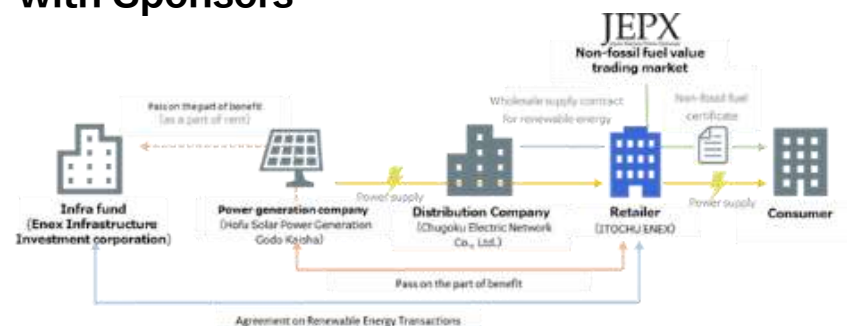 with Sponsors
JEPX
Non-fossil fuel value
trading market
Pass on the part of benefit
(as a part of rent)
Wholesale supply contract
for renewable energy
Non-fossil fuel
certificate
Power supply
Power supply
Infra fund
(Enex Infrastructure
Investment corporation)
Power generation company
(Hofu Solar Power Generation
Godo Kaisha)
Distribution Company
(Chugoku Electric Network
Co., Ltd.)
Retailer
(ITOCHU ENEX)
Consumer
Pass on the part of benefit
Agreement on Renewable Energy Transactions